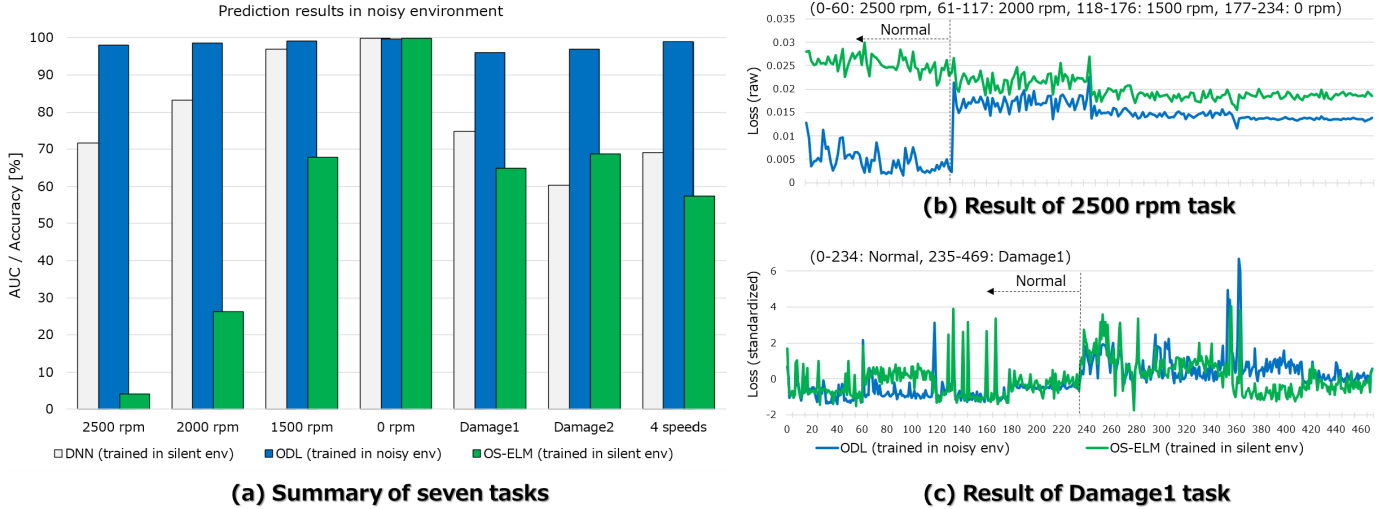 Prediction results in noisy environment
AUC / Accuracy [%]
100
90
80
70
60
50
40
30
20
10
0
2500 rpm 2000 rpm 1500 rpm 0 rpm Damage1 Damage2 4 speeds
DNN (trained in silent env) ODL (trained in noisy env) OS-ELM (trained in silent env)
(a) Summary of seven tasks
(0-60: 2500 rpm, 61-117: 2000 rpm, 118-176: 1500 rpm, 177-234: 0 rpm)
Normal
Loss (raw)
0.035
0.03
0.025
0.02
0.015
0.01
0.005
0
(b) Result of 2500 rpm task
(0-234: Normal, 235-469: Damage1)
Normal
Loss (standardized)
6
4
2
0
-2
0 20 40 60 80 100 120 140 160 180 200 220 240 260 280 300 320 340 360 380 400 420 440 460
ODL (trained in noisy env) OS-ELM (trained in silent env)
(c) Result of Damage1 task